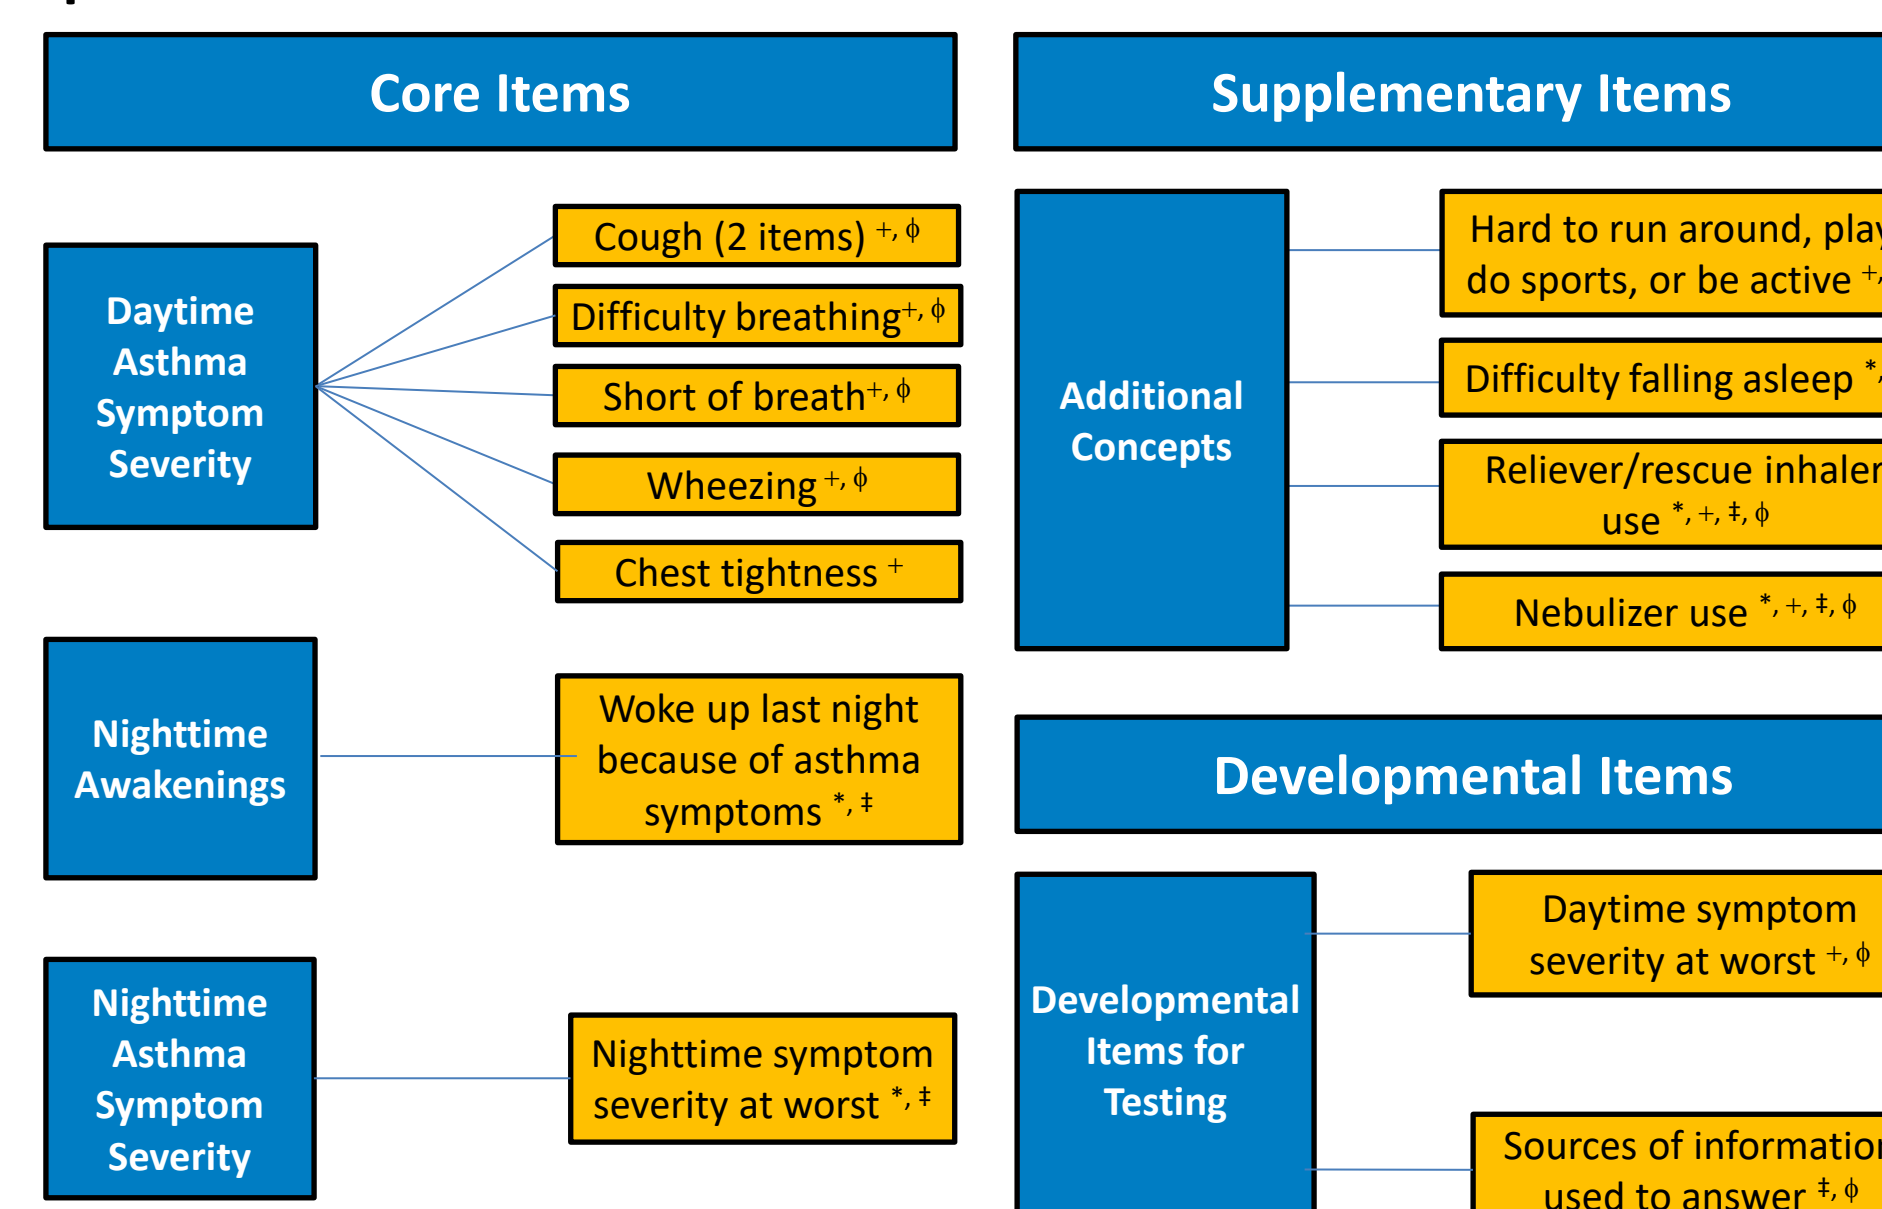 Core Items
Daytime
Asthma
Symptom
Severity
Cough (2 items) +, ϕ
Difficulty breathing+, ϕ
Short of breath+, ϕ
Wheezing +, ϕ
Chest tightness +
Nighttime
Awakenings
Woke up last night
because of asthma
symptoms *, ‡
Nighttime
Asthma
Symptom
Severity
Nighttime symptom
severity at worst *, ‡
Supplementary Items
Additional
Concepts
Hard to run around, play
do sports, or be active +,
Difficulty falling asleep *,
Reliever/rescue inhaler
use *, +, ‡, ϕ
Nebulizer use *, +, ‡, ϕ
Developmental Items
Developmental
Items for
Testing
Daytime symptom
severity at worst +, ϕ
Sources of information
used to answer ‡, ϕ